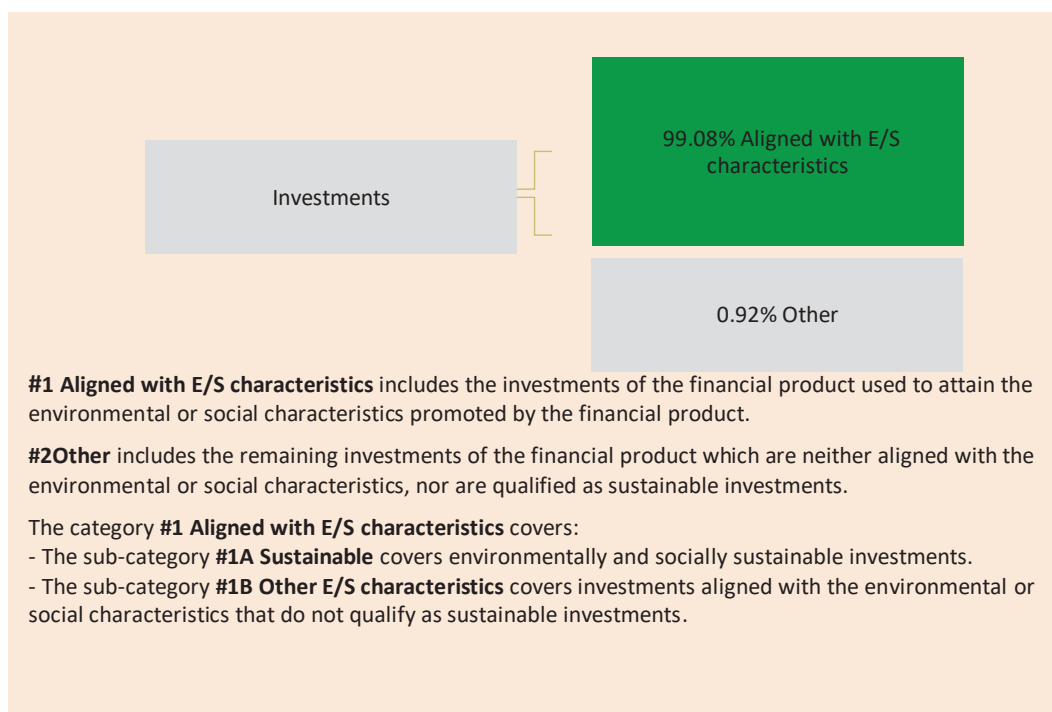 99.08% Aligned with E/S
characteristics
Investments
0.92% Other
#1 Aligned with E/S characteristics includes the investments of the financial product used to attain the
environmental or social characteristics promoted by the financial product.
#2Other includes the remaining investments of the financial product which are neither aligned with the
environmental or social characteristics, nor are qualified as sustainable investments.
The category #1 Aligned with E/S characteristics covers:
- The sub-category #1A Sustainable covers environmentally and socially sustainable investments.
- The sub-category #1B Other E/S characteristics covers investments aligned with the environmental or
social characteristics that do not qualify as sustainable investments.